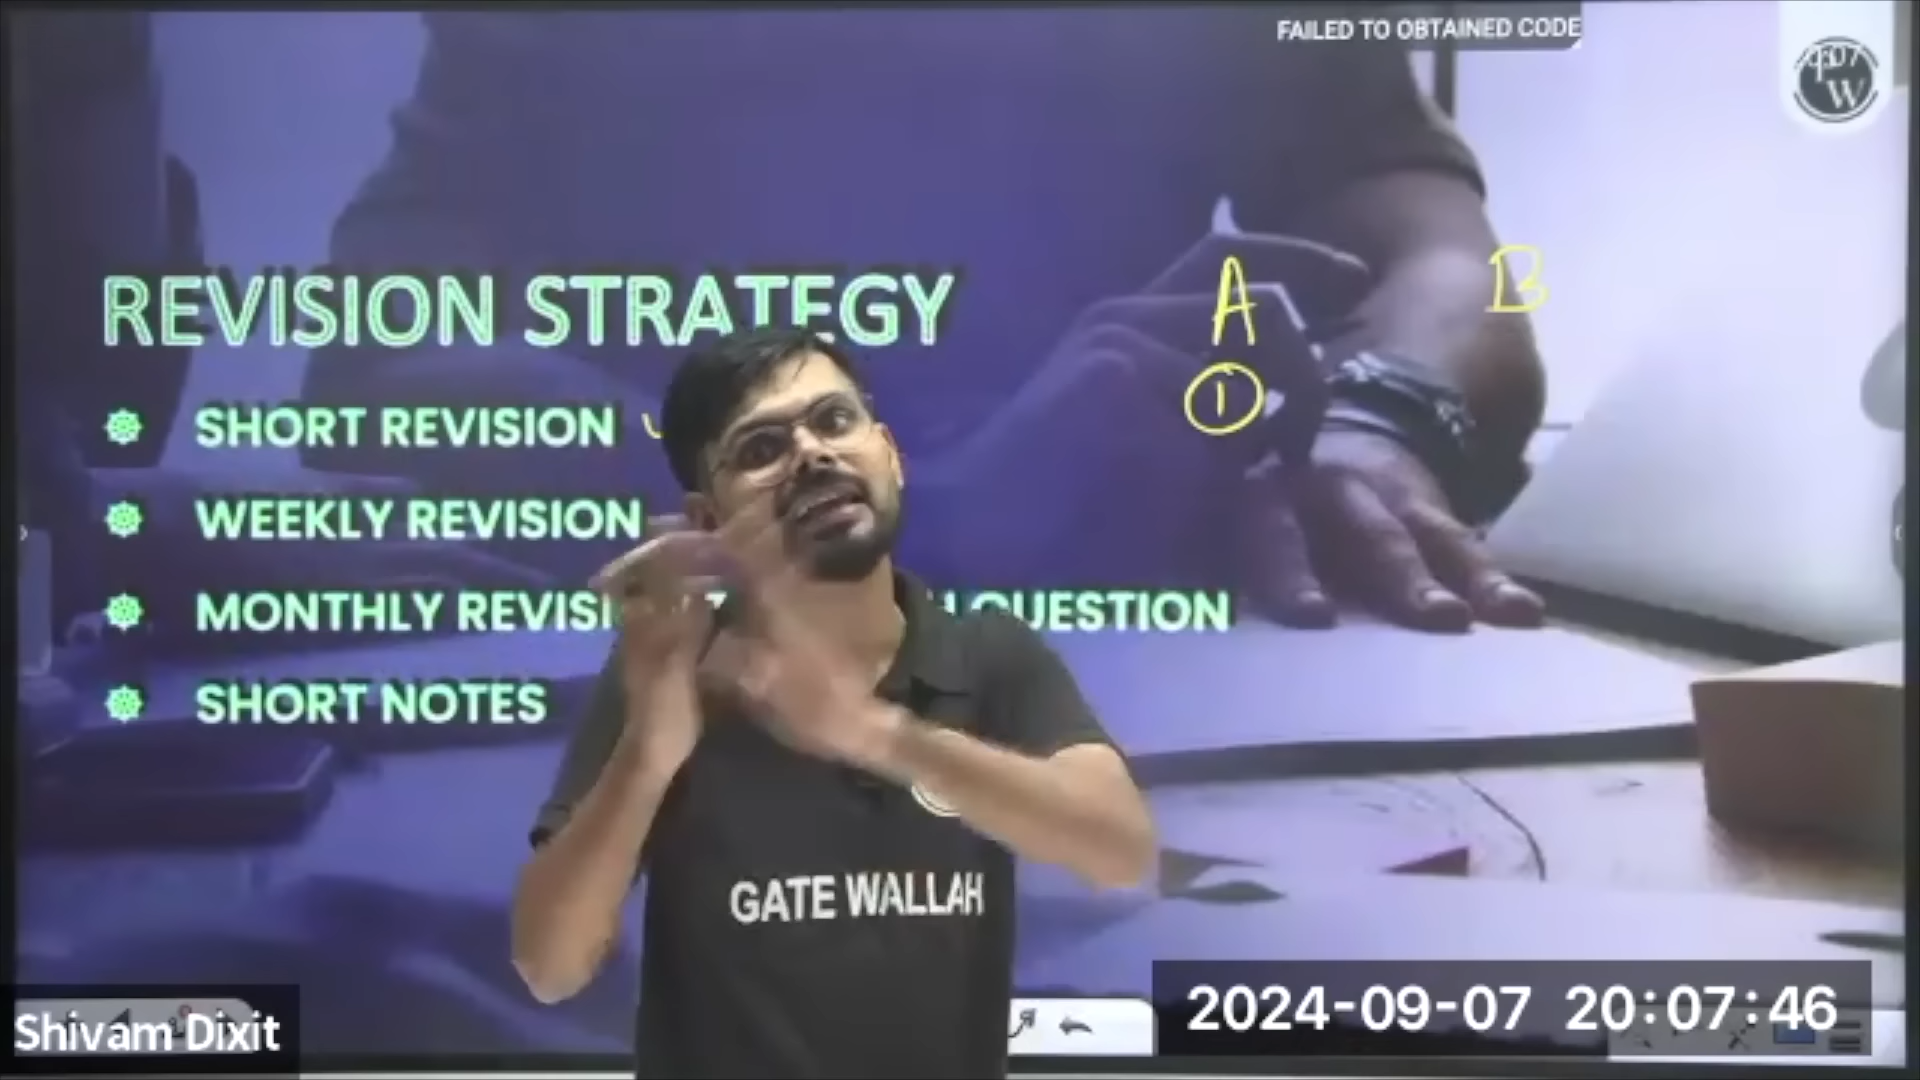 FAILED TO OBTAINED CODE
W
A
B
REVISION STRATEGY
1
SHORT REVISION
WEEKLY REVISION
MONTHLY REVISI QUESTION
SHORT NOTES
GATE WALLAH
Shivam Dixit
2024-09-07 20:07:46